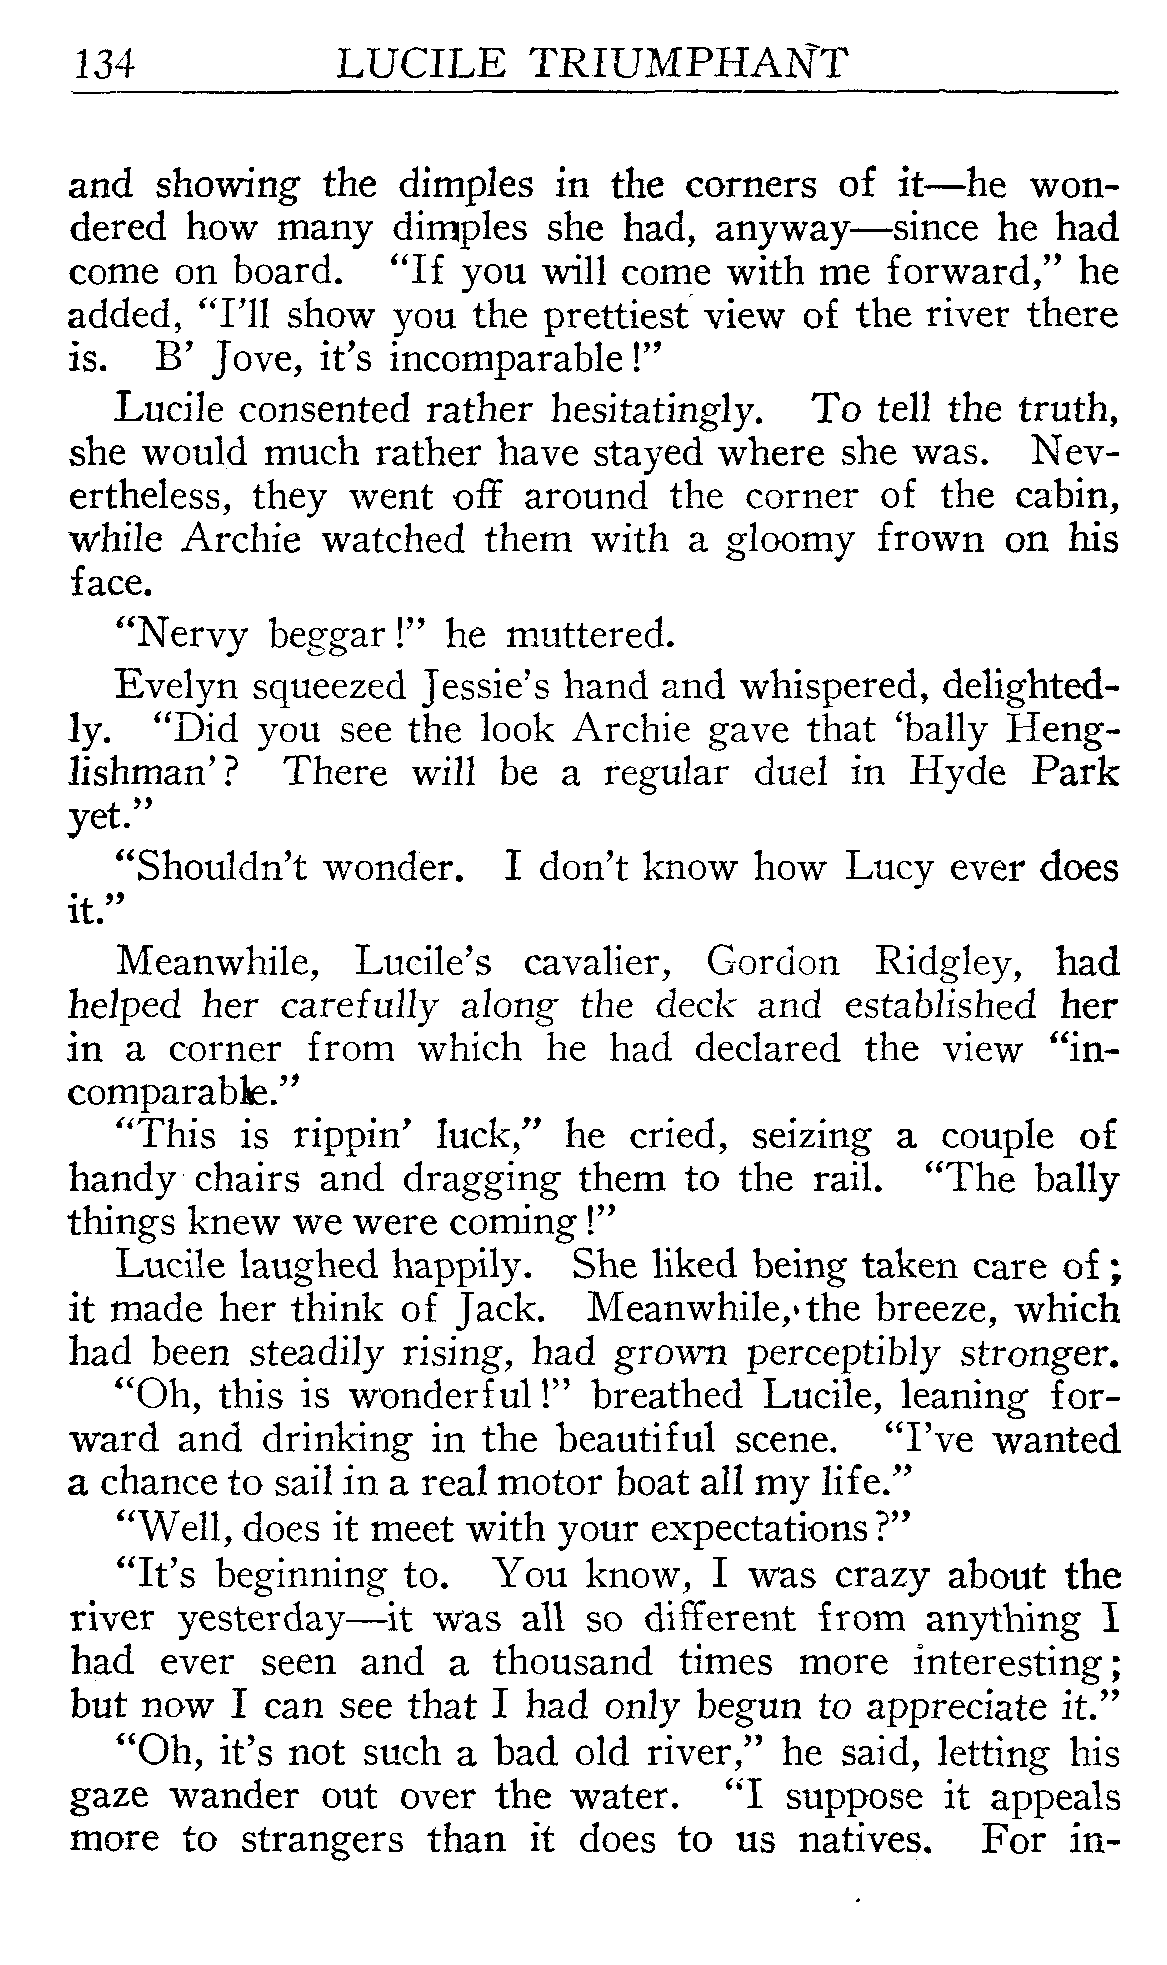 134 LUCILE TRIUMPHANT
and showing the dimples in the corners of it—he won-
dered how many dimples she had, anyway—since he had
come on board. “If you will come with me forward,” he
added, “I’ll show you the prettiest view of the river there
is. B’ Jove, it’s incomparable!”
Lucile consented rather hesitatingly. To tell the truth,
she would much rather have stayed where she was. Nev-
ertheless, they went off around the corner of the cabin,
while Archie watched them with a gloomy frown on his
face.
“Nervy beggar!” he muttered.
Evelyn squeezed Jessie’s hand and whispered, delighted-
ly. “Did you see the look Archie gave that ‘bally Heng-
lishman’? There will be a regular duel in Hyde Park
yet.”
“Shouldn’t wonder. I don’t know how Lucy ever does
it.”
Meanwhile, Lucile’s cavalier, Gordon Ridgley, had
helped her carefully along the deck and established her
in a corner from which he had declared the view “in-
comparable.”
“This is rippin’ luck,” he cried, seizing a couple of
handy chairs and dragging them to the rail. “The bally
things knew we were coming!”
Lucile laughed happily. She liked being taken care of;
it made her think of Jack. Meanwhile, the breeze, which
had been steadily rising, had grown perceptibly stronger.
“Oh, this is wonderful!” breathed Lucile, leaning for-
ward and drinking in the beautiful scene. “I’ve wanted
a chance to sail in a real motor boat all my life.”
“Well, does it meet with your expectations?”
“It’s beginning to. You know, I was crazy about the
river yesterday—it was all so different from anything I
had ever seen and a thousand times more interesting;
but now I can see that I had only begun to appreciate it.”
“Oh, it’s not such a bad old river,” he said, letting his
gaze wander out over the water. “I suppose it appeals
more to strangers than it does to us natives. For in-